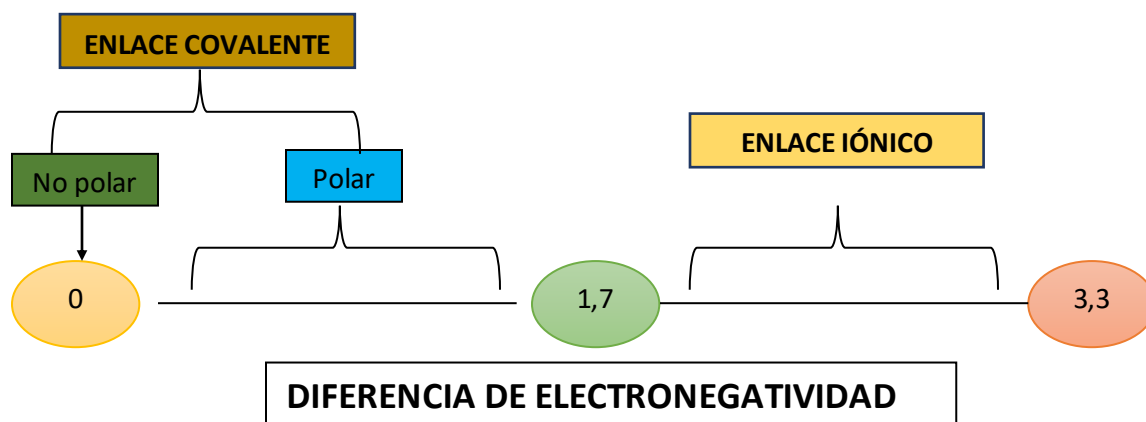 ENLACE COVALENTE
ENLACE IÓNICO
No polar
Polar
0
1,7
3,3
DIFERENCIA DE ELECTRONEGATIVIDAD